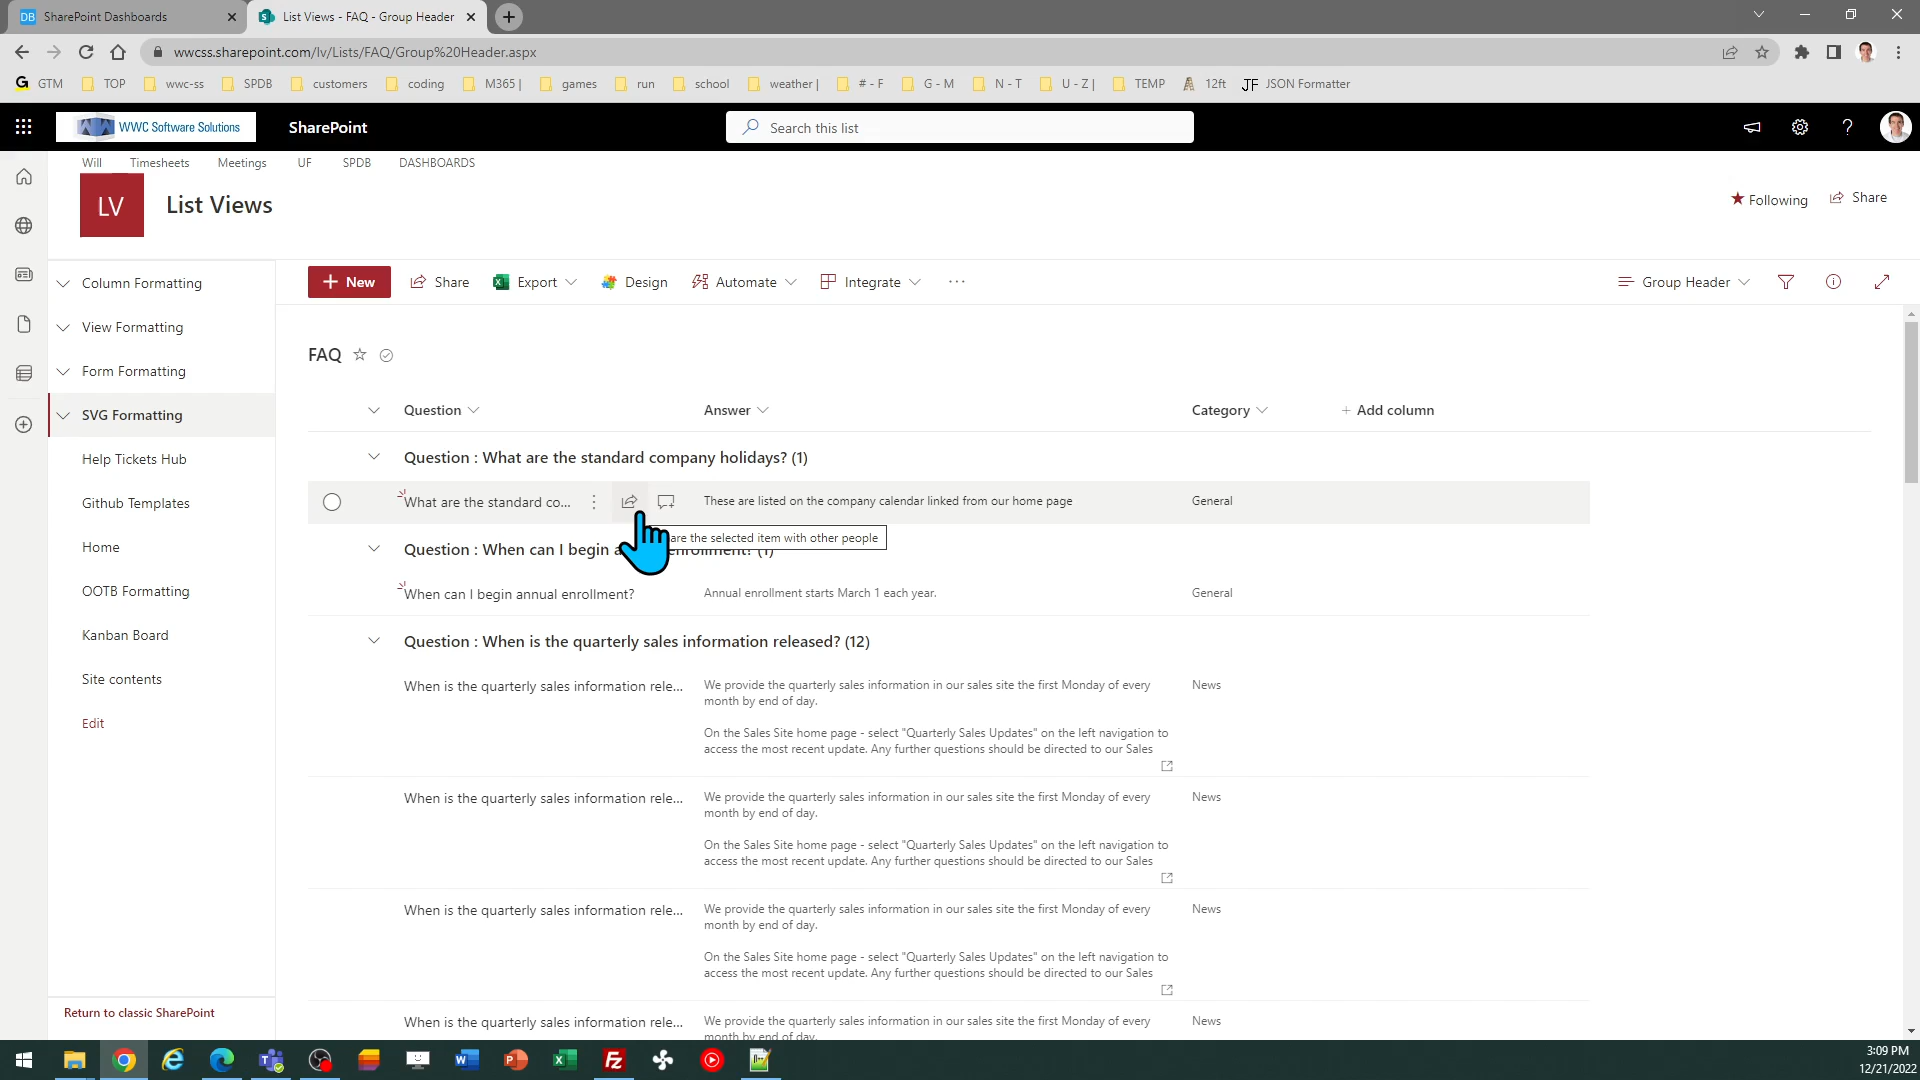 DB SharePoint Dashboards
List Views - FAQ - Group Header
wwcss.sharepoint.com/lv/Lists/FAQ/Group%20Header.aspx
G GTM TOP wwc-ss SPDB customers coding M365 | games run school weather | # - F G - M N - T U - Z | TEMP 12ft JF JSON Formatter
WWC Software Solutions SharePoint Search this list ?
Will Timesheets Meetings UF SPDB DASHBOARDS
LV List Views
Following Share
Column Formatting
View Formatting
Form Formatting
SVG Formatting
Help Tickets Hub
Github Templates
Home
OOTB Formatting
Kanban Board
Site contents
Edit
Return to classic SharePoint
+ New Share Export Design Automate Integrate ... Group Header
FAQ
Question Answer Category + Add column
Question : What are the standard company holidays? (1)
What are the standard co... These are listed on the company calendar linked from our home page General
are the selected item with other people
Question : When can I begin a enrollment? (1)
When can I begin annual enrollment? Annual enrollment starts March 1 each year. General
Question : When is the quarterly sales information released? (12)
When is the quarterly sales information rele... We provide the quarterly sales information in our sales site the first Monday of every News
month by end of day.
On the Sales Site home page - select "Quarterly Sales Updates" on the left navigation to
access the most recent update. Any further questions should be directed to our Sales
When is the quarterly sales information rele... We provide the quarterly sales information in our sales site the first Monday of every News
month by end of day.
On the Sales Site home page - select "Quarterly Sales Updates" on the left navigation to
access the most recent update. Any further questions should be directed to our Sales
When is the quarterly sales information rele... We provide the quarterly sales information in our sales site the first Monday of every News
month by end of day.
On the Sales Site home page - select "Quarterly Sales Updates" on the left navigation to
access the most recent update. Any further questions should be directed to our Sales
When is the quarterly sales information rele... We provide the quarterly sales information in our sales site the first Monday of every News
month by end of day.
3:09 PM
12/21/2022